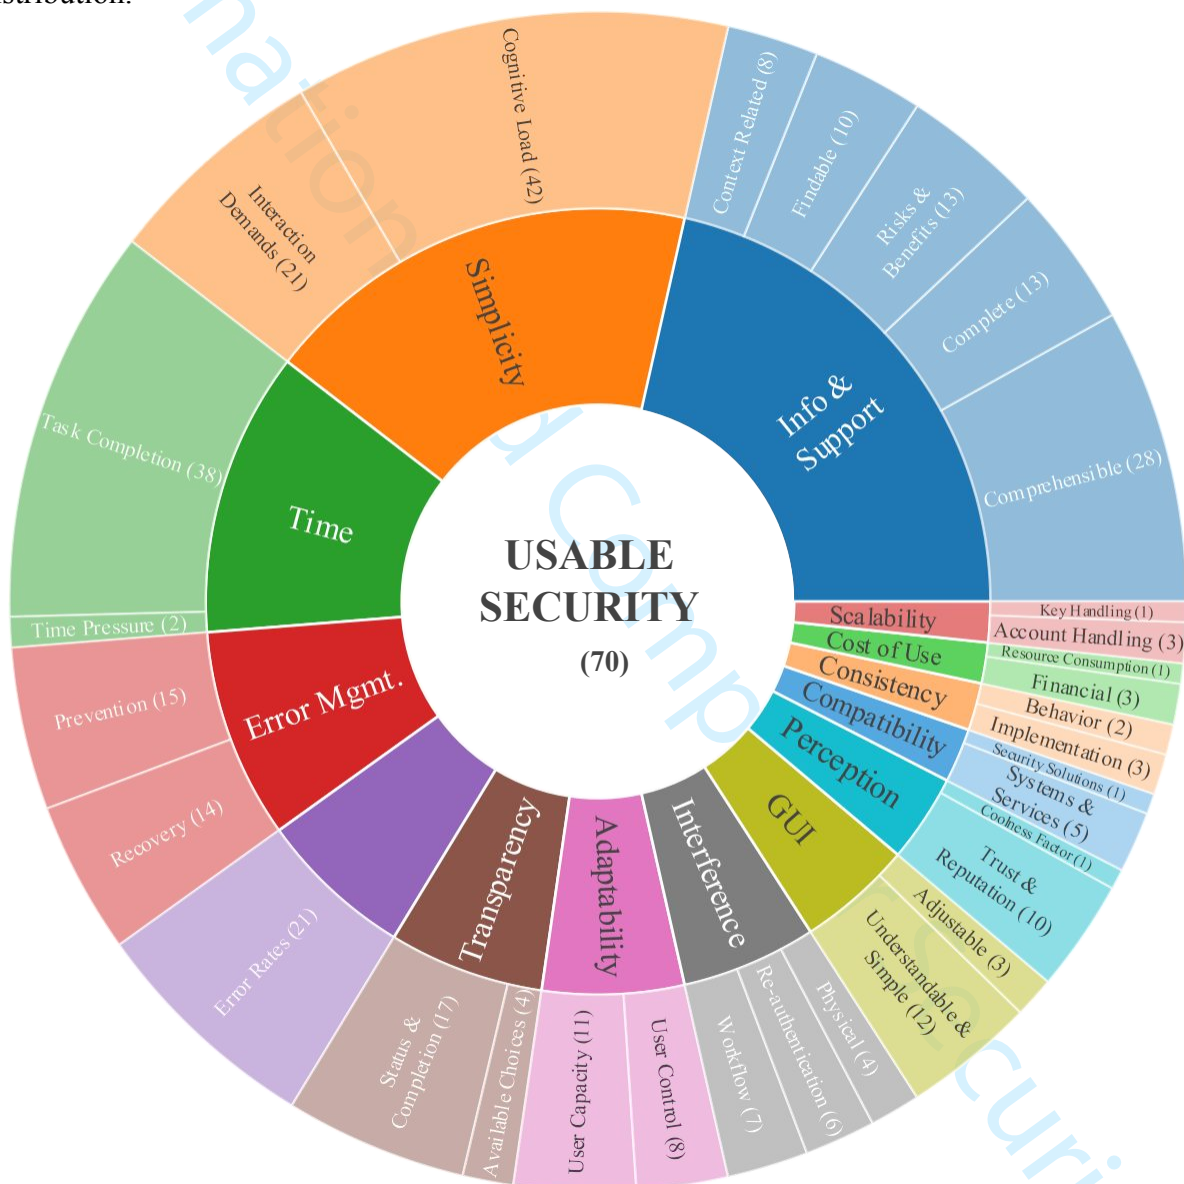 stribution.
USABLE
SECURITY
(70)
Info &
Support
Context Related (8)
Findable (10)
Risks &
Benefits (13)
Complete (13)
Comprehensible (28)
Scalability
Key Handling (1)
Account Handling (3)
Cost of Use
Resource Consumption (1)
Financial (3)
Consistency
Behavior (2)
Implementation (3)
Compatibility
Security Solutions (1)
Systems &
Services (5)
Perception
Coolness Factor (1)
Trust &
Reputation (10)
GUI
Adjustable (3)
Understandable &
Simple (12)
Interference
Physical (4)
Re-authentication (6)
Workflow (7)
Adaptability
User Control (8)
User Capacity (11)
Transparency
Available Choices (4)
Status &
Completion (17)
Error Rates (21)
Error Mgmt.
Recovery (14)
Prevention (15)
Time
Time Pressure (2)
Task Completion (38)
Simplicity
Interaction
Demands (21)
Cognitive Load (42)